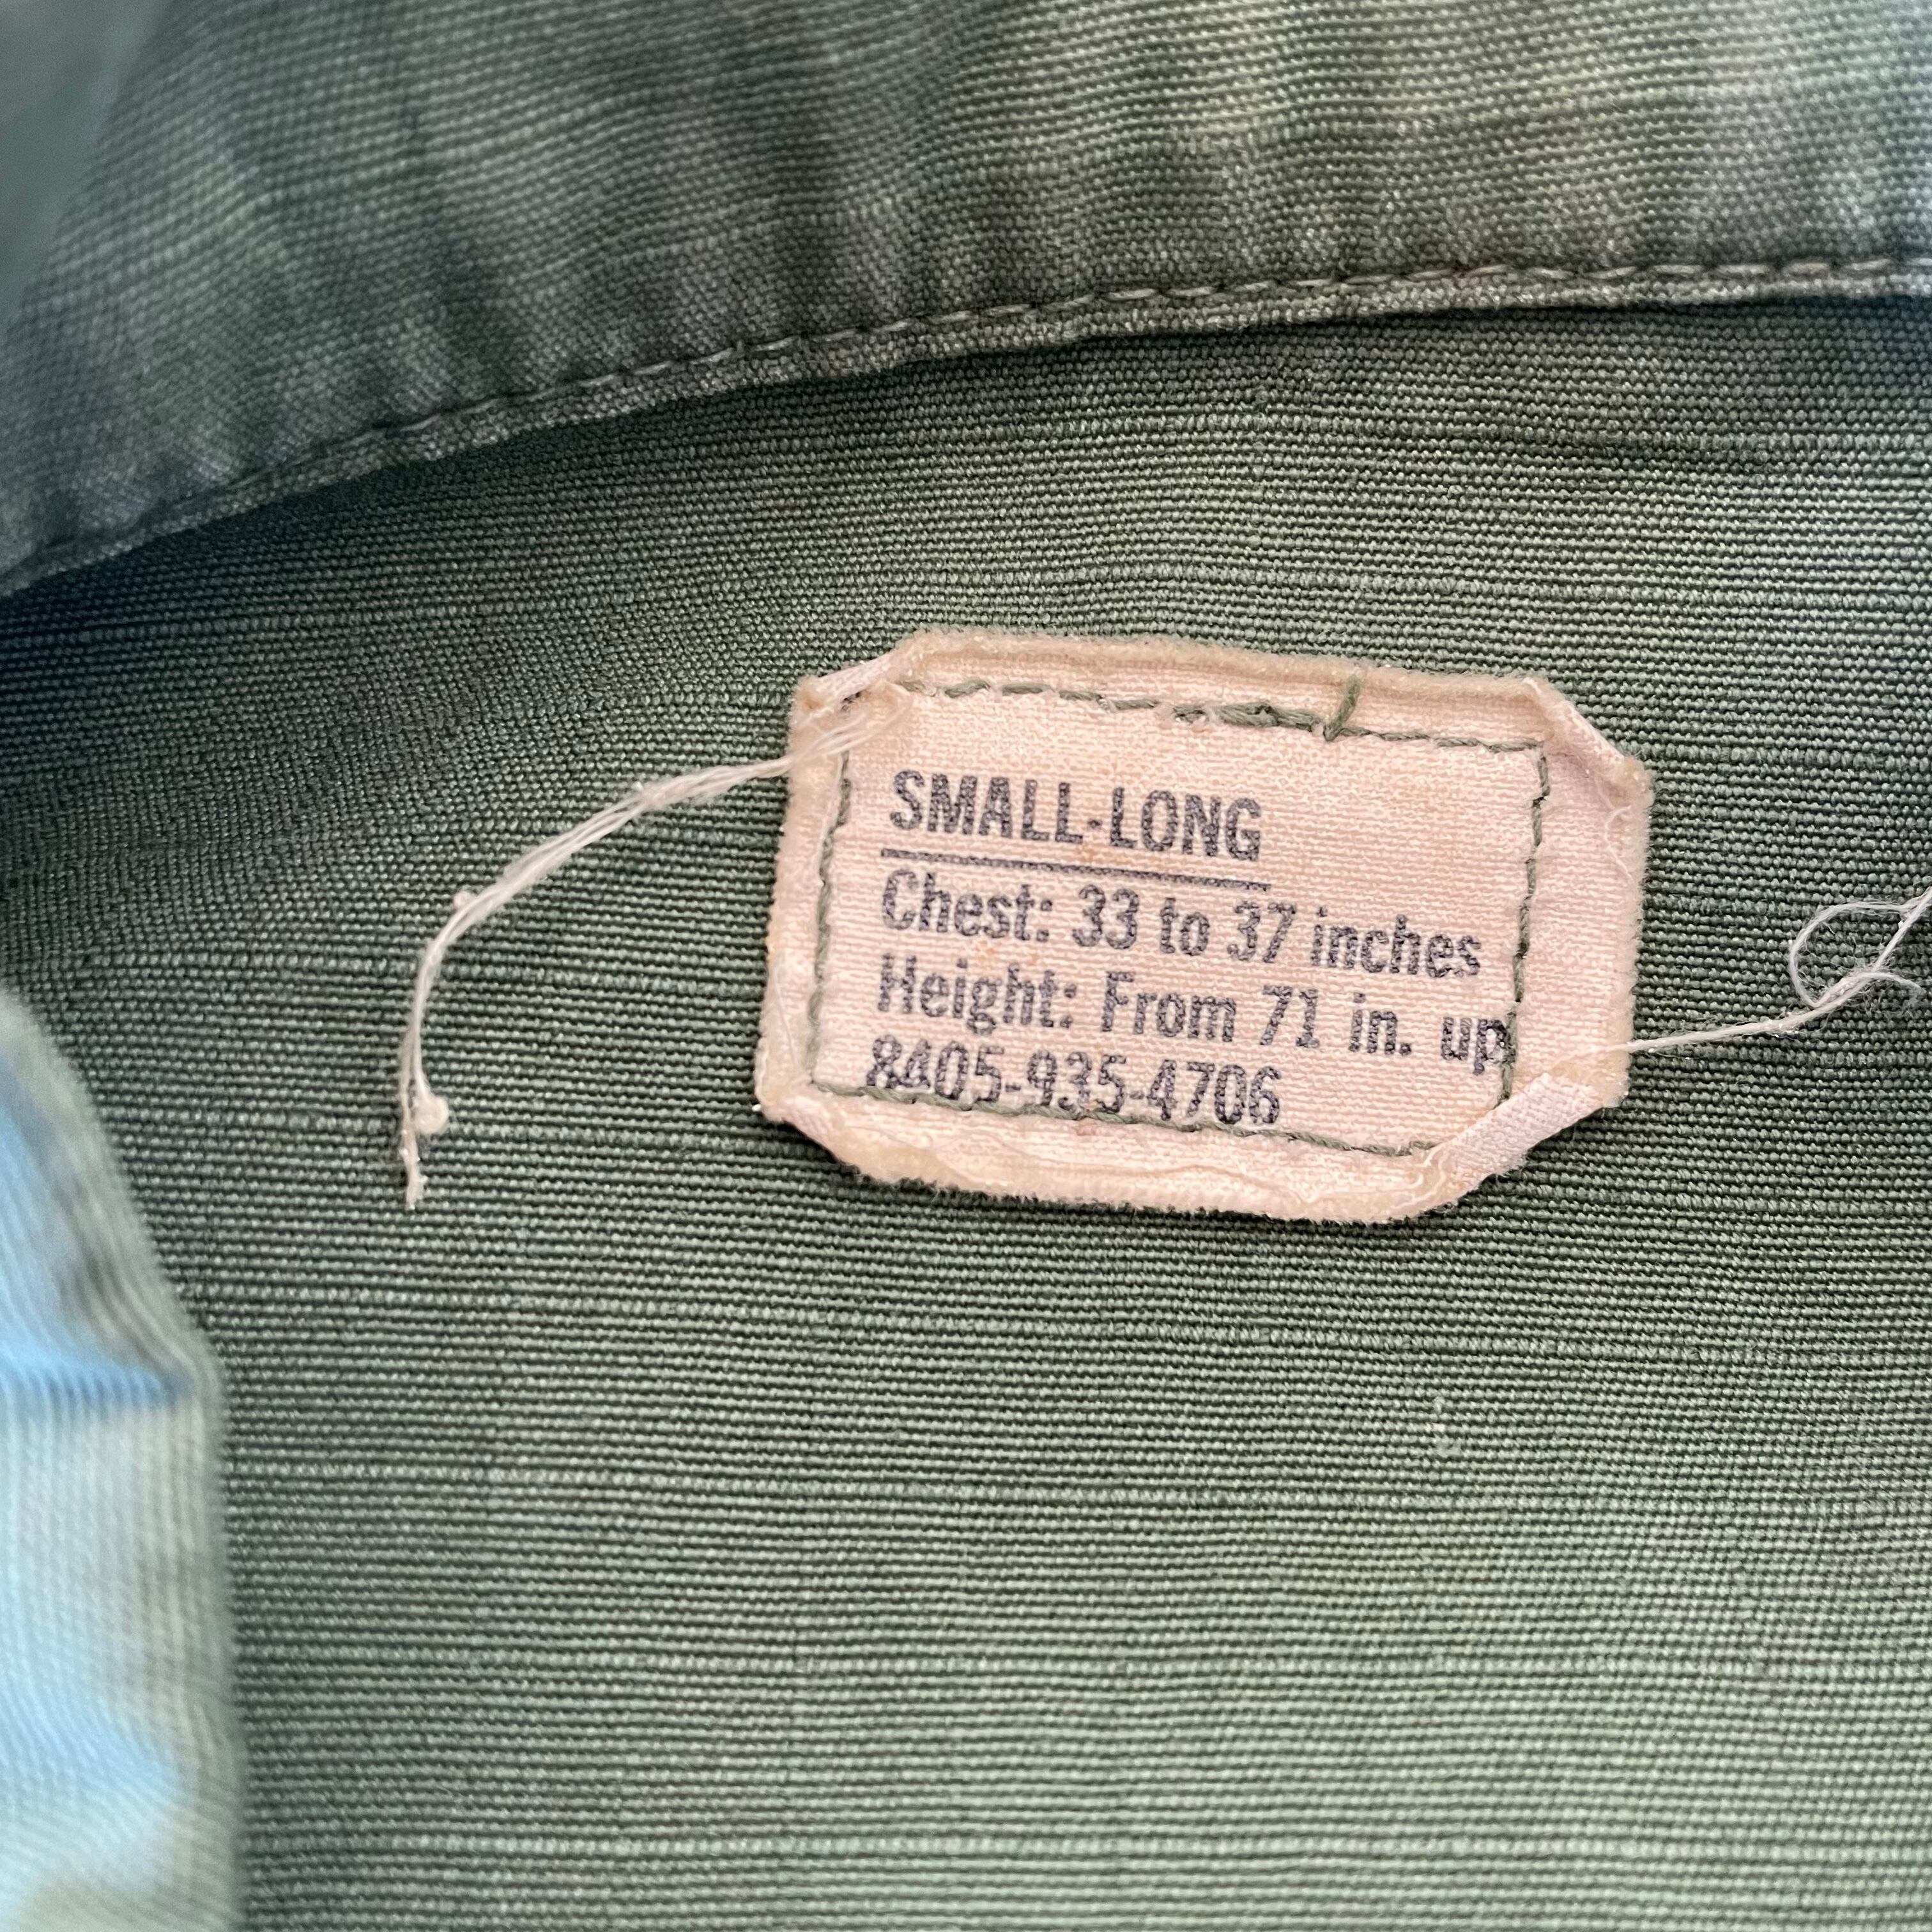 SMALL-LONG
Chest: 33 to 37 inches
Height: From 71 in. up
8405-935-4706